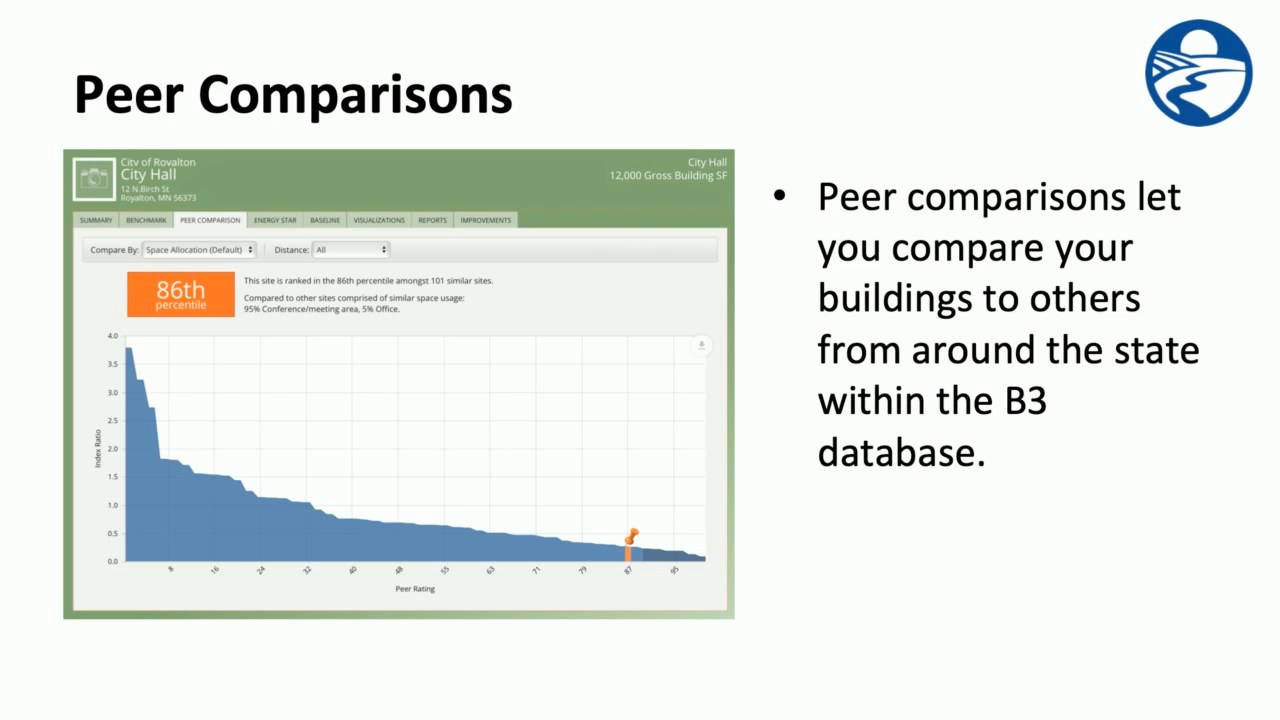 Peer Comparisons
City of Royalton
City Hall
12 N.Birch St
Royalton, MN 56373
City Hall
12,000 Gross Building SF
SUMMARY BENCHMARK PEER COMPARISON ENERGY STAR BASELINE VISUALIZATIONS REPORTS IMPROVEMENTS
Compare By: Space Allocation (Default) Distance: All
86th
percentile
This site is ranked in the 86th percentile amongst 101 similar sites.
Compared to other sites comprised of similar space usage:
95% Conference/meeting area, 5% Office.
4.0
3.5
3.0
2.5
2.0
1.5
1.0
0.5
0.0
Index Ratio
8 16 24 32 40 48 55 63 71 79 87 95
Peer Rating
• Peer comparisons let
you compare your
buildings to others
from around the state
within the B3
database.